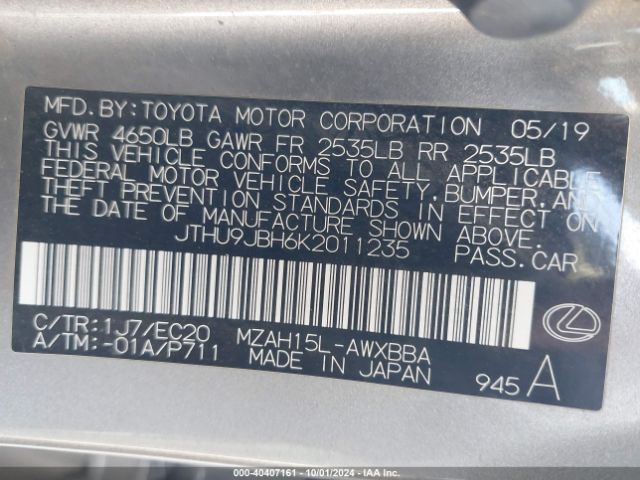 MFD.BY:TOYOTA MOTOR CORPORATION 05/19
GVWR 4650LB GAWR FR 2535LB RR 2535LB
THIS VEHICLE CONFORMS TO ALL APPLICABLE
FEDERAL MOTOR VEHICLE SAFETY,BUMPER,AND
THEFT PREVENTION STANDARDS IN EFFECT ON
THE DATE OF MANUFACTURE SHOWN ABOVE.
JTHU9JBH6K2011235 PASS.CAR
C/TR:1J7/EC20 MZAH15L-AWXBBA
A/TM:-01A/P711 MADE IN JAPAN
945 A
000-40407161 - 10/01/2024 - IAA Inc.